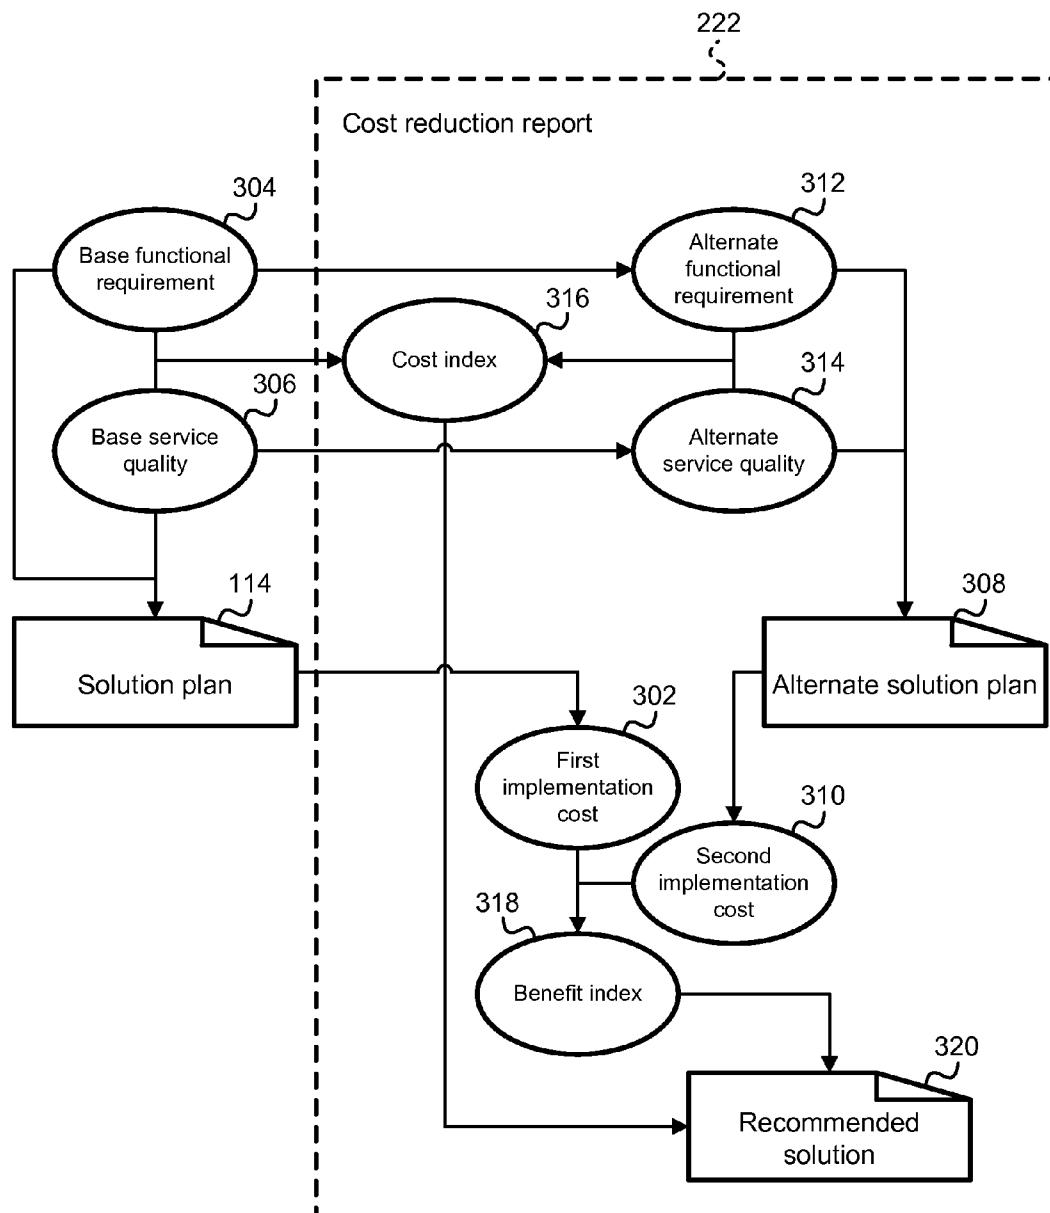 222
Cost reduction report
304
Base functional
requirement
312
Alternate
functional
requirement
316
Cost index
306
Base service
quality
314
Alternate
service quality
114
Solution plan
308
Alternate solution plan
302
First
implementation
cost
310
Second
implementation
cost
318
Benefit index
320
Recommended
solution